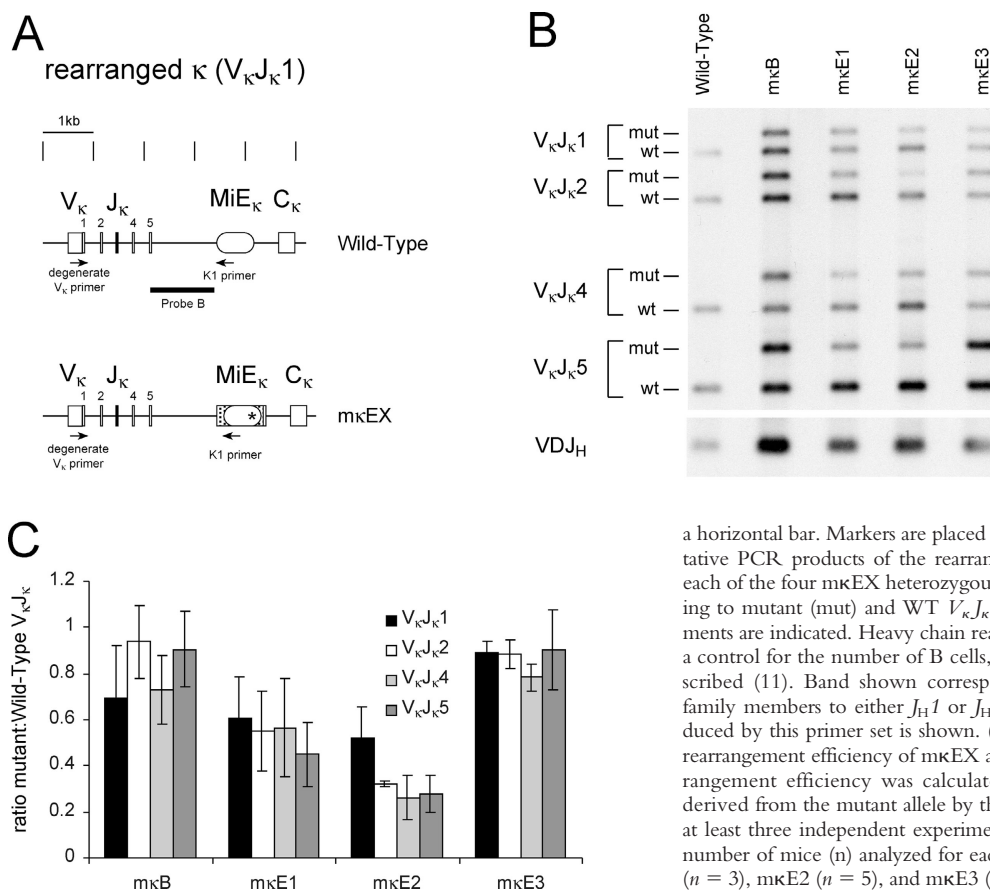 A
rearranged κ (VκJκ1)
1kb
Vκ Jκ MiEκ Cκ
1 2 4 5
Wild-Type
degenerate
Vκ primer
K1 primer
Probe B
Vκ Jκ MiEκ Cκ
1 2 4 5
*
mκEX
degenerate
Vκ primer
K1 primer
B
Wild-Type mκB mκE1 mκE2 mκE3
VκJκ1 mut
wt
VκJκ2 mut
wt
VκJκ4 mut
wt
VκJκ5 mut
wt
VDJH
C
ratio mutant:Wild-Type VκJκ
1.2
1
0.8
0.6
0.4
0.2
0
VκJκ1
VκJκ2
VκJκ4
VκJκ5
mκB mκE1 mκE2 mκE3
a horizontal bar. Markers are placed
tative PCR products of the rearran
each of the four mκEX heterozygou
ing to mutant (mut) and WT VκJκ
ments are indicated. Heavy chain rea
a control for the number of B cells,
scribed (11). Band shown corresp
family members to either JH1 or JH
duced by this primer set is shown. (
rearrangement efficiency of mκEX a
rangement efficiency was calculat
derived from the mutant allele by th
at least three independent experime
number of mice (n) analyzed for eac
(n = 3), mκE2 (n = 5), and mκE3 (